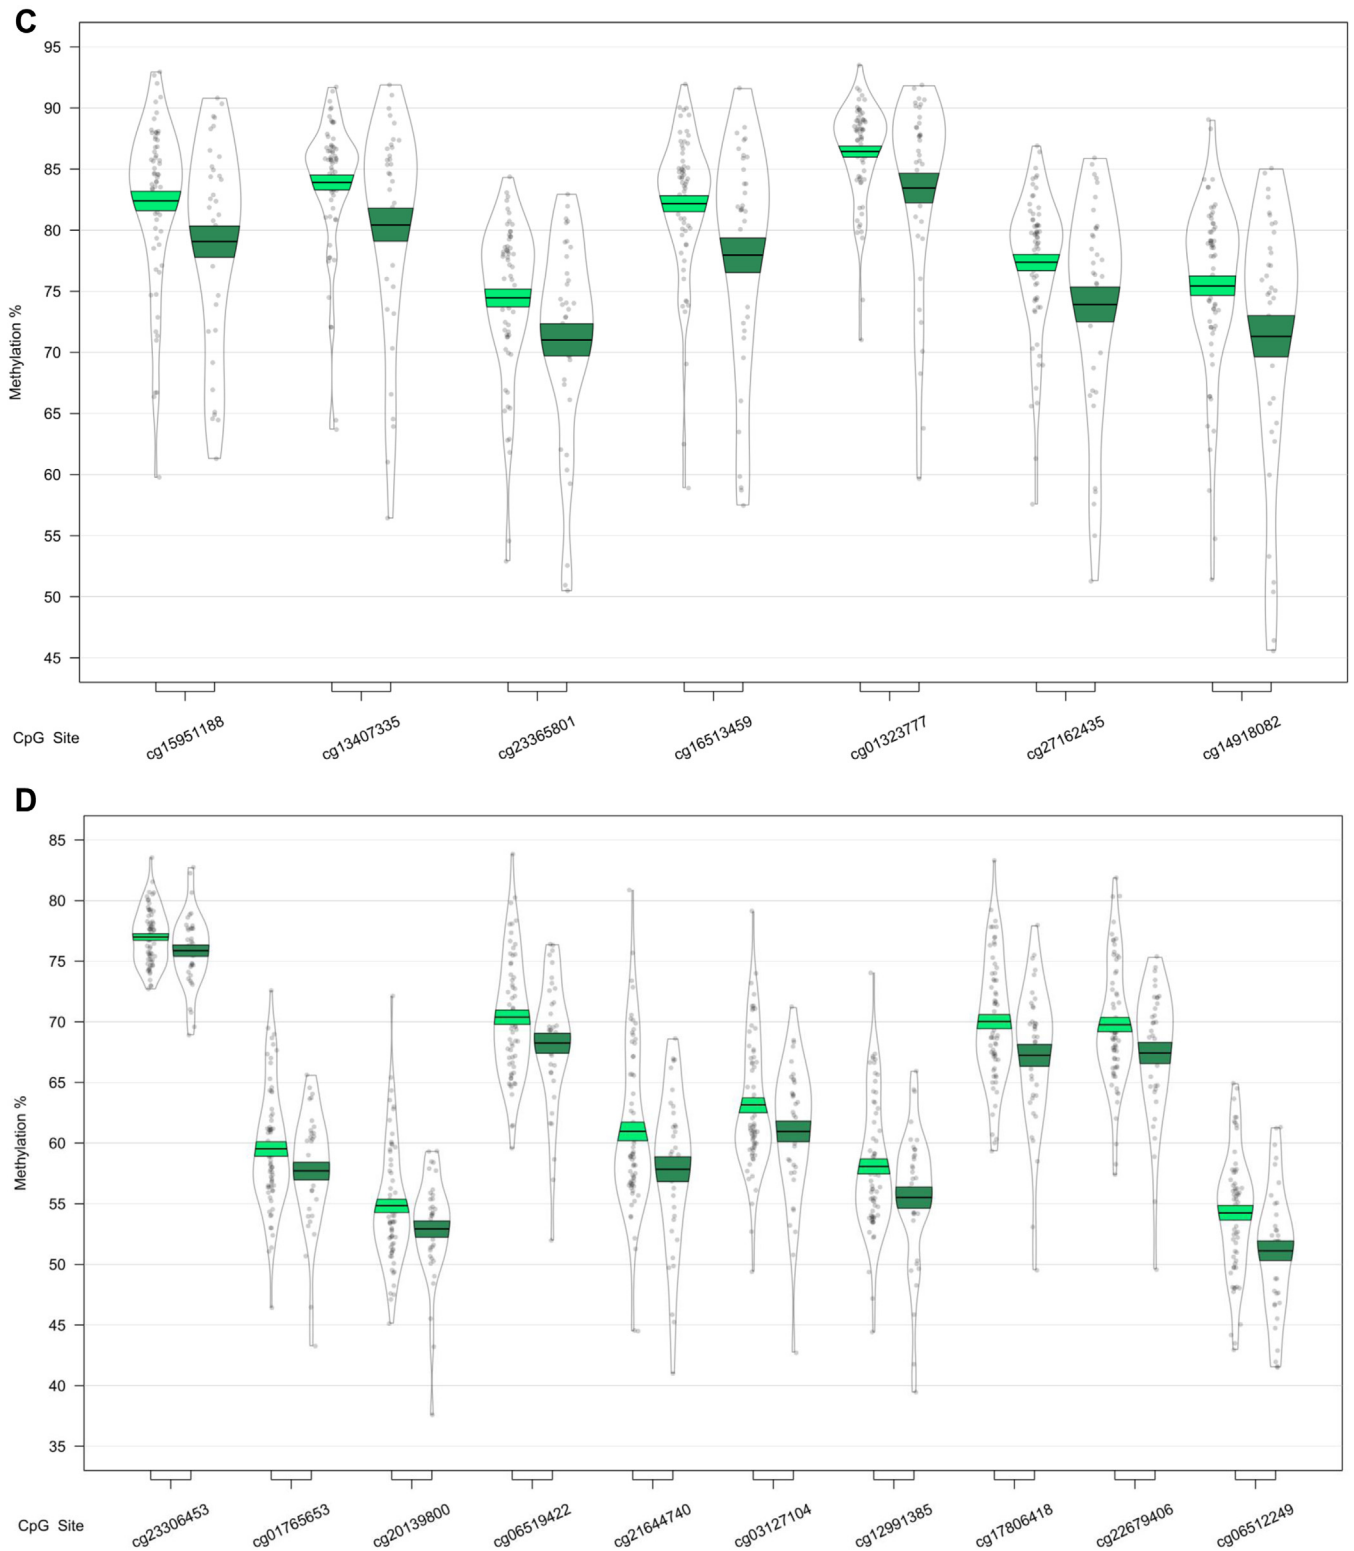 C
95
90
85
80
75
70
65
60
55
50
45
Methylation %
CpG Site
cg15951188
cg13407335
cg23365801
cg16513459
cg01323777
cg27162435
cg14918082
D
85
80
75
70
65
60
55
50
45
40
35
Methylation %
CpG Site
cg23306453
cg01765653
cg20139800
cg06519422
cg21644740
cg03127104
cg12991385
cg17806418
cg22679406
cg06512249